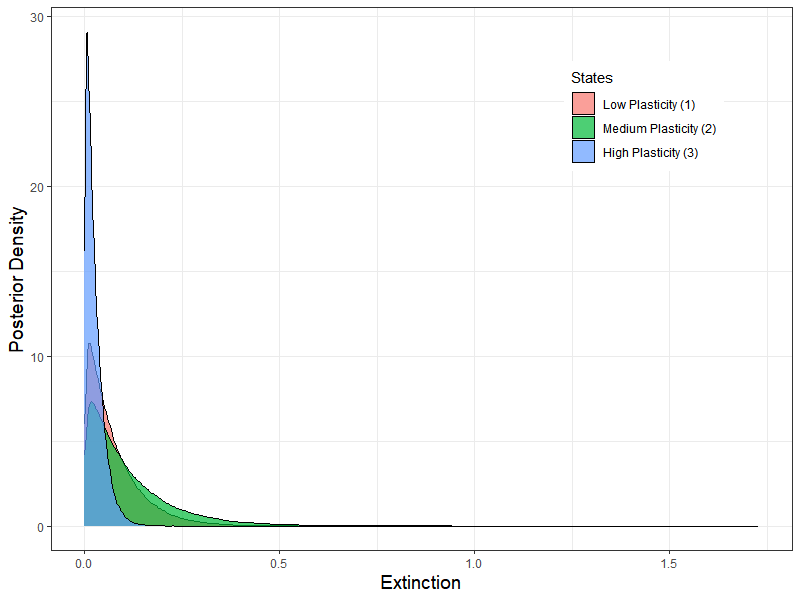 30
20
10
0
Posterior Density
0.0
0.5
1.0
1.5
Extinction
States
Low Plasticity (1)
Medium Plasticity (2)
High Plasticity (3)